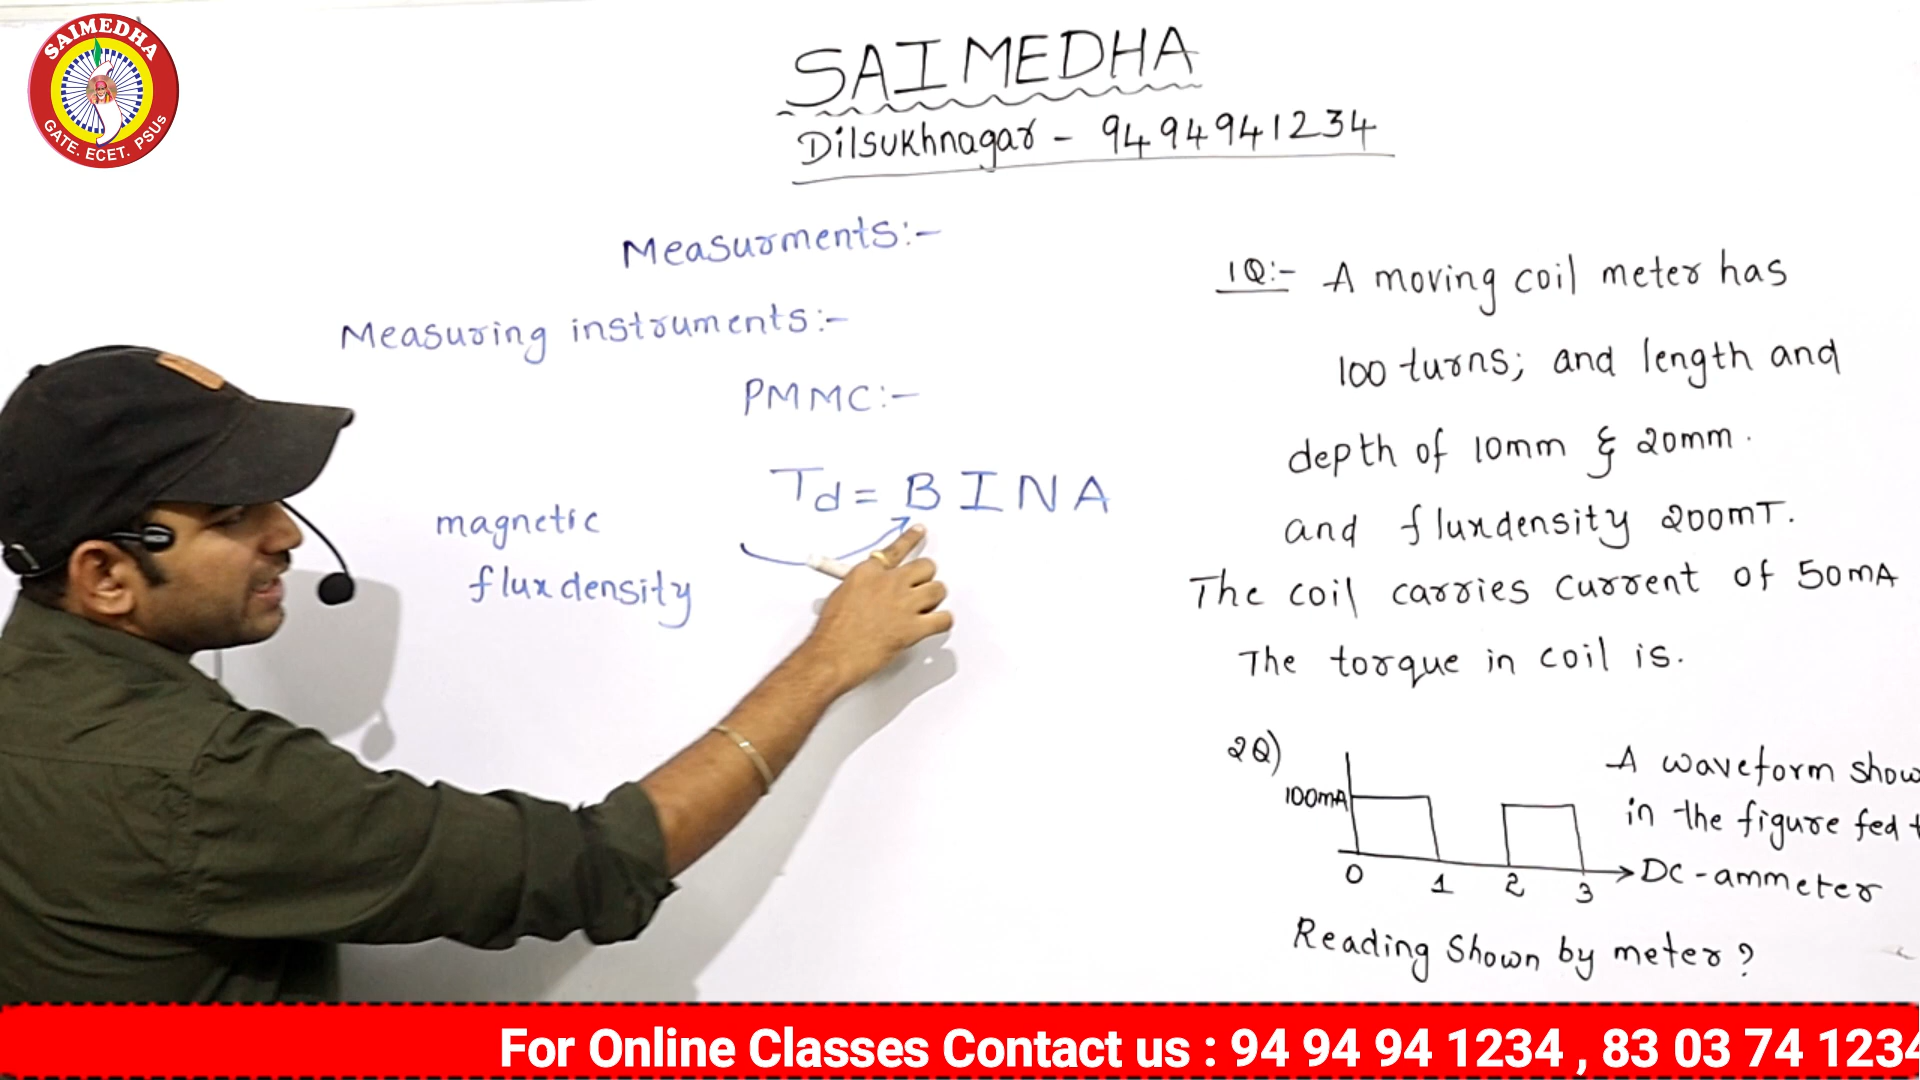 SAIMEDHA
GATE. ECET. PSUs
SAIMEDHA
Dilsukhnagar - 9494941234
Measurments:-
Measuring instruments:-
PMMC:-
Td = BINA
magnetic
fluxdensity
1Q:- A moving coil meter has
100 turns; and length and
depth of 10mm & 20mm.
and fluxdensity 200mT.
The coil carries current of 50mA
The torque in coil is.
2Q)
100mA
0 1 2 3
A waveform show
in the figure fed t
DC-ammeter
Reading shown by meter?
For Online Classes Contact us : 94 94 94 1234 , 83 03 74 1234